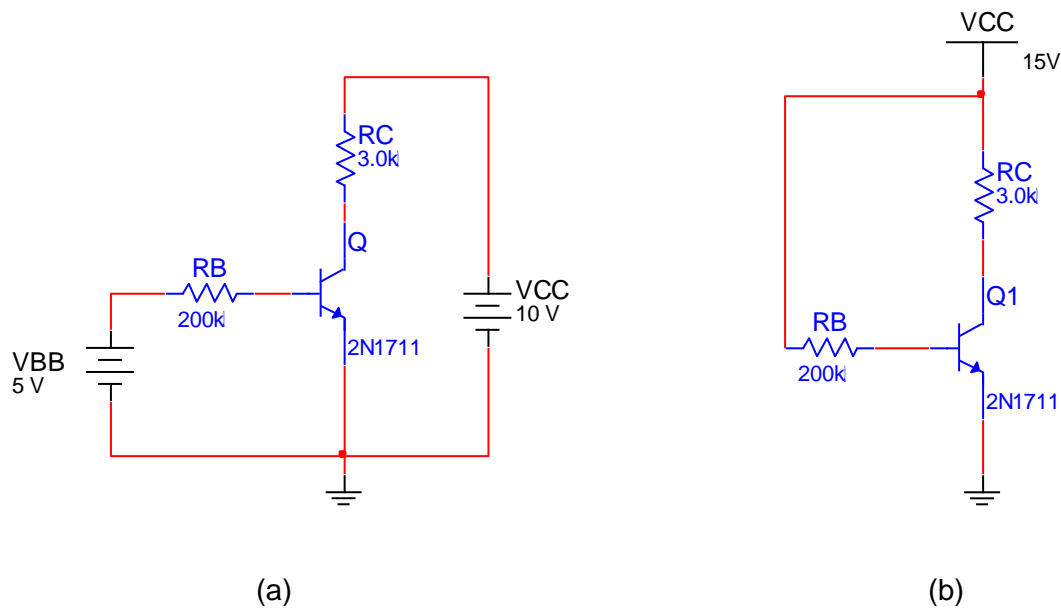 RC
3.0k
Q
RB
200k
2N1711
VCC
10 V
VBB
5 V
(a)
VCC
15V
RC
3.0k
Q1
RB
200k
2N1711
(b)